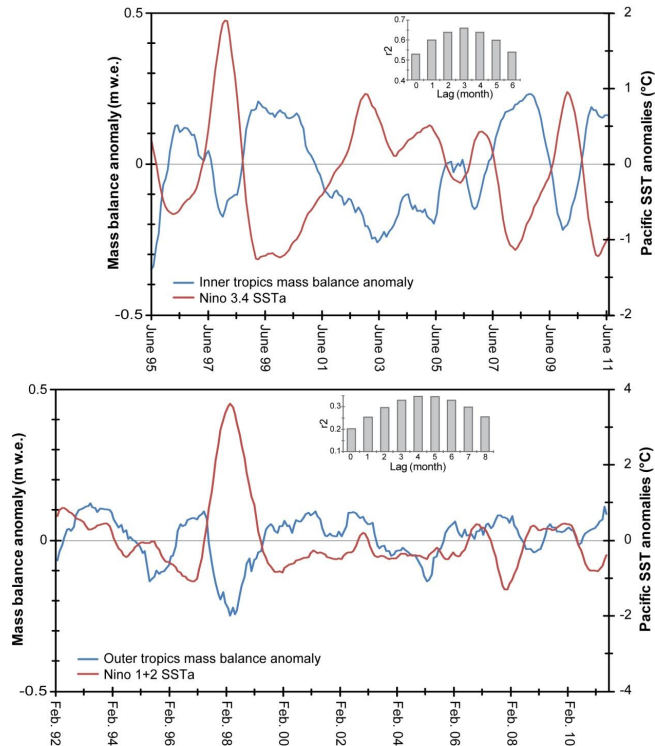 Mass balance anomaly (m w.e.)
0.5
0
-0.5
Pacific SST anomalies (°C)
2
1
0
-1
-2
r2
0.7
0.6
0.5
0.4
0 1 2 3 4 5 6
Lag (month)
Inner tropics mass balance anomaly
Nino 3.4 SSTa
June 95
June 97
June 99
June 01
June 03
June 05
June 07
June 09
June 11
Mass balance anomaly (m w.e.)
0.5
0
-0.5
Pacific SST anomalies (°C)
4
2
0
-2
-4
r2
0.3
0.2
0.1
0 1 2 3 4 5 6 7 8
Lag (month)
Outer tropics mass balance anomaly
Nino 1+2 SSTa
Feb. 92
Feb. 94
Feb. 96
Feb. 98
Feb. 00
Feb. 02
Feb. 04
Feb. 06
Feb. 08
Feb. 10